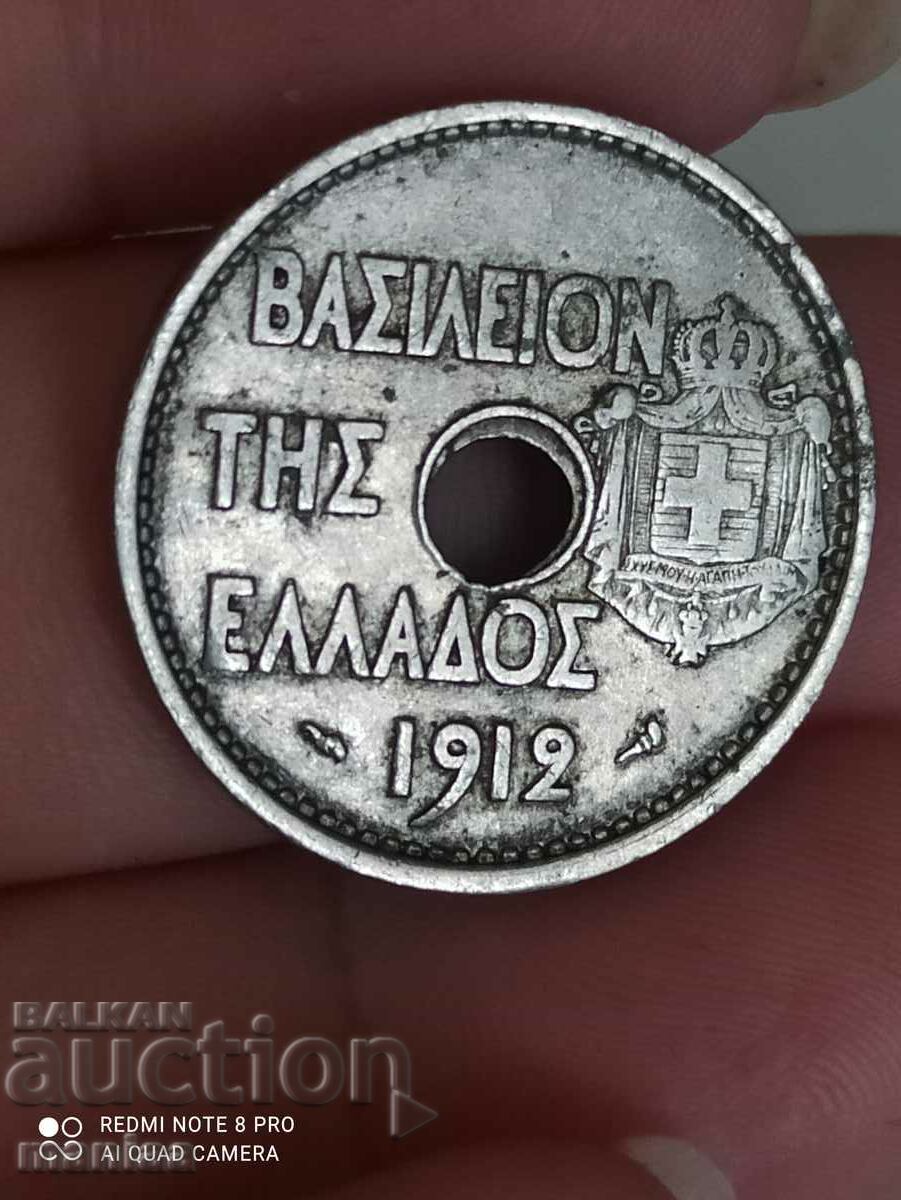 ΒΑΣΙΛΕΙΟΝ
ΤΗΣ
ΕΛΛΑΔΟΣ
1912
BALKAN
auction
REDMI NOTE 8 PRO
AI QUAD CAMERA